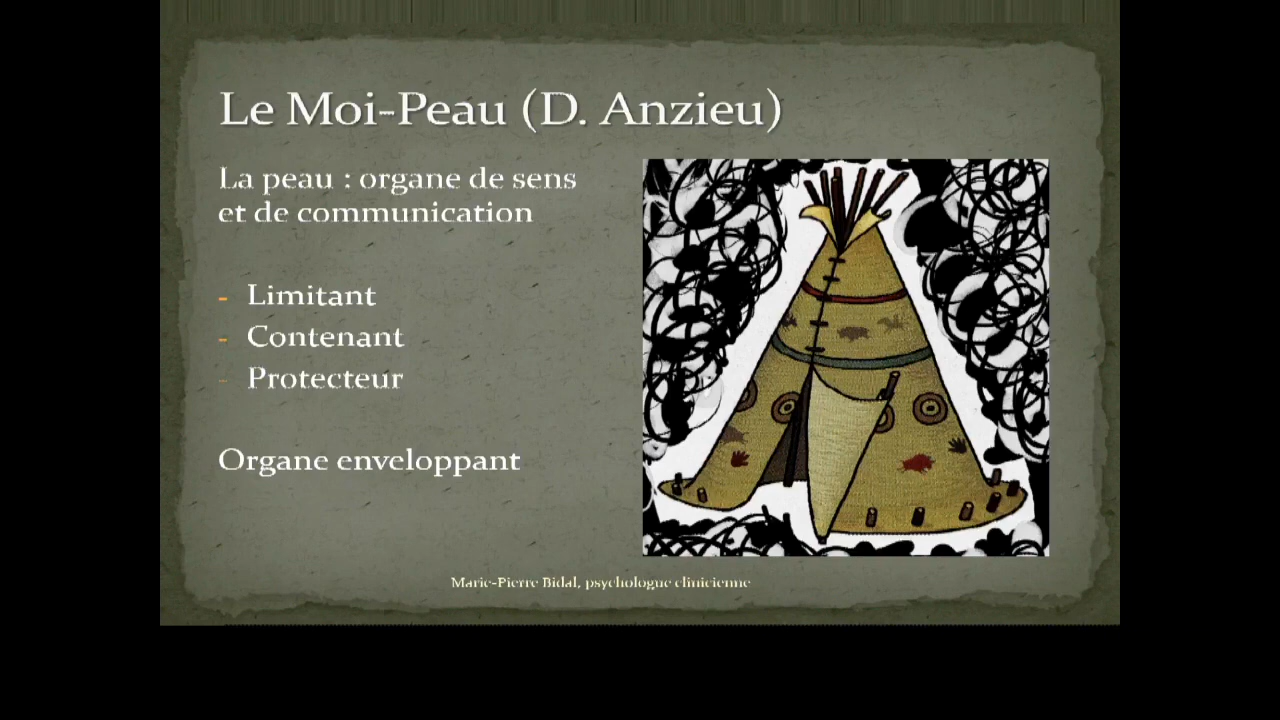 Le Moi-Peau (D. Anzieu)
La peau : organe de sens
et de communication
- Limitant
- Contenant
- Protecteur
Organe enveloppant
Marie-Pierre Bidal, psychologue clinicienne